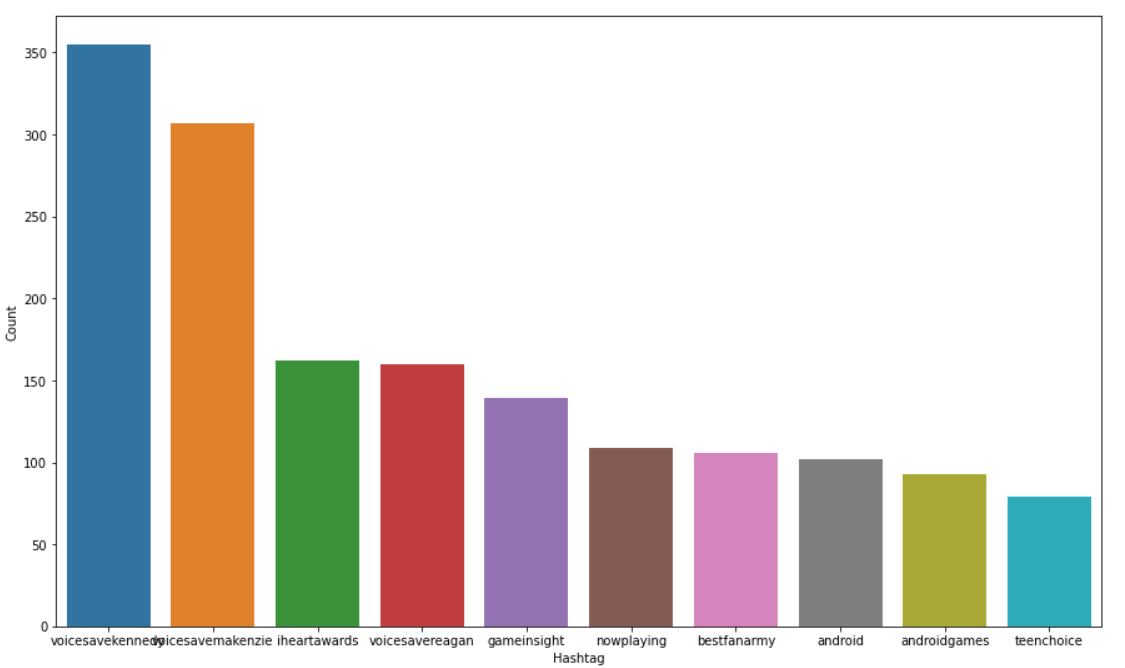 350
300
250
200
150
100
50
0
Count
voicesavekennedy voicesavemakenzie iheartawards voicesavereagan gameinsight nowplaying bestfanarmy android androidgames teenchoice
Hashtag